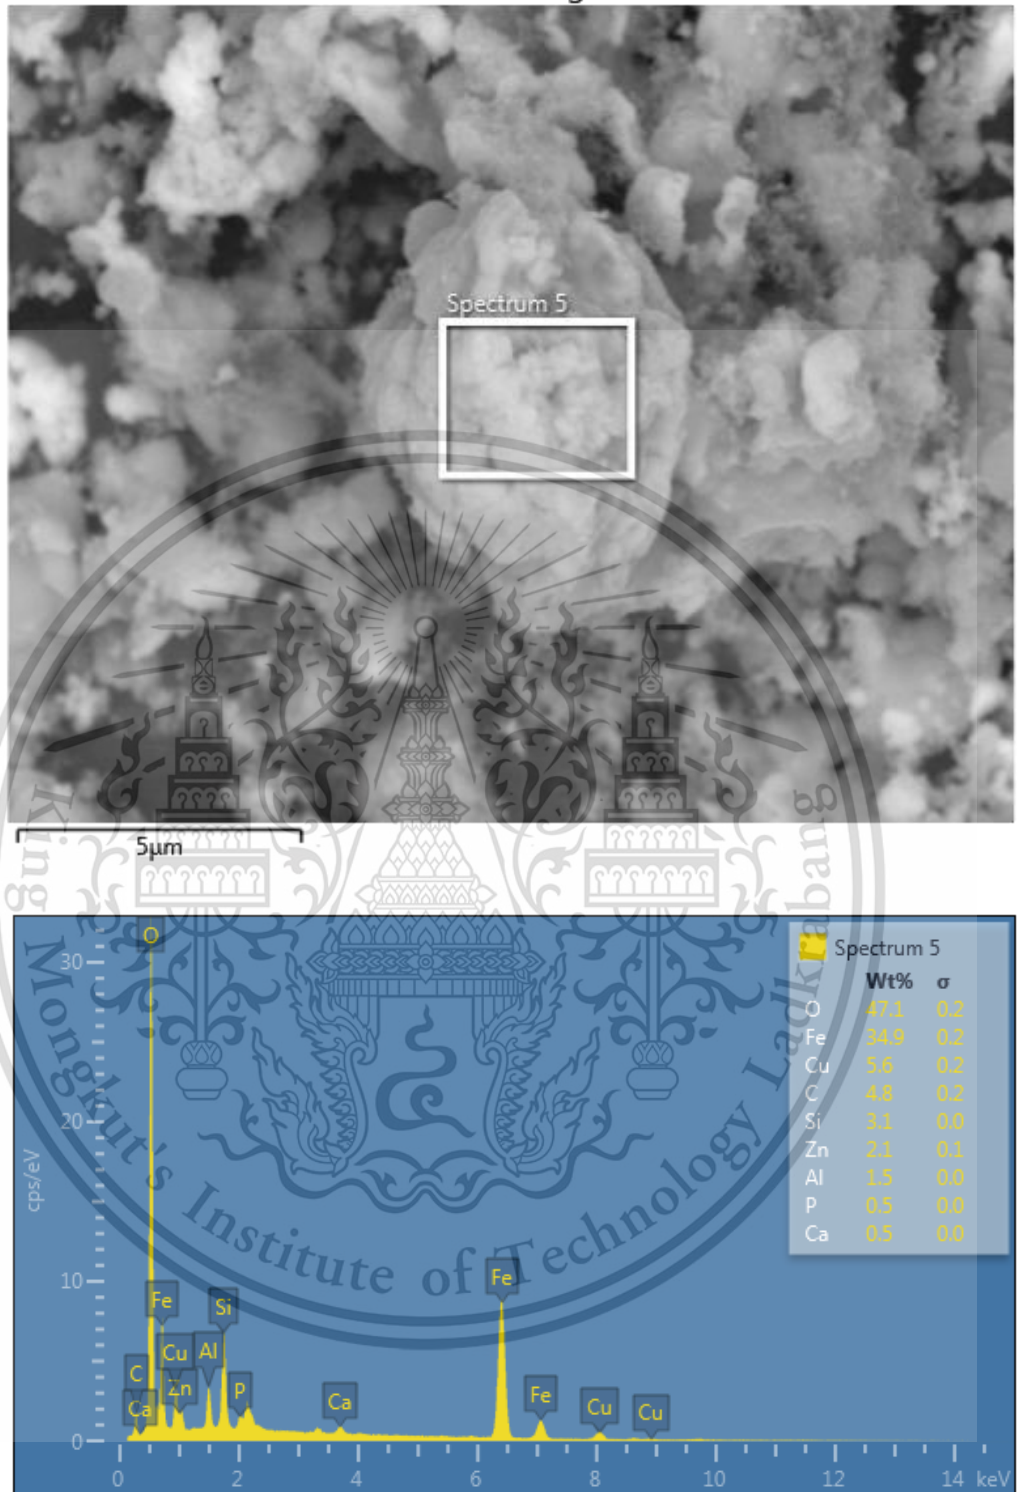 Spectrum 5
5µm
King Mongkut's Institute of Technology Ladkrabang
Spectrum 5
Wt% σ
O 47.1 0.2
Fe 34.9 0.2
Cu 5.6 0.2
C 4.8 0.2
Si 3.1 0.0
Zn 2.1 0.1
Al 1.5 0.0
P 0.5 0.0
Ca 0.5 0.0
cps/eV
30
20
10
0
O
Fe
Si
Cu
Al
C
Zn
P
Ca
Ca
Fe
Fe
Cu
Cu
0 2 4 6 8 10 12 14 keV